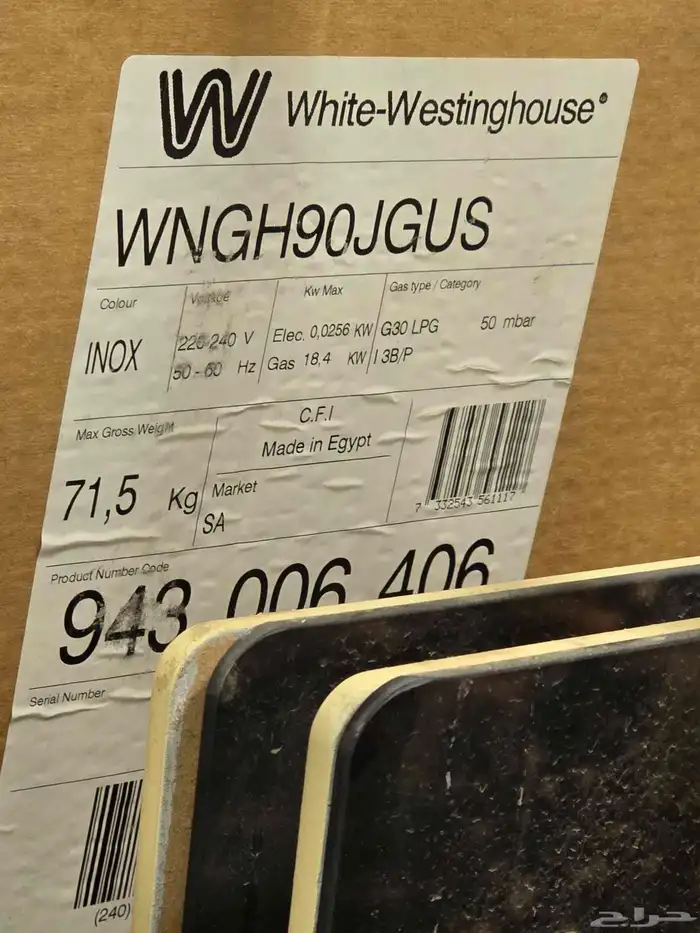 White-Westinghouse®
WNGH90JGUS
Colour
INOX
Voltage
220-240 V
50 - 60 Hz
Kw Max
Elec. 0,0256 KW
Gas 18,4 KW
Gas type / Category
G30 LPG 50 mbar
I 3B/P
Max Gross Weight
71,5 Kg
C.F.I
Made in Egypt
Market
SA
7 332543 561117
Product Number Code
943 006 406
Serial Number
(240)
حراج